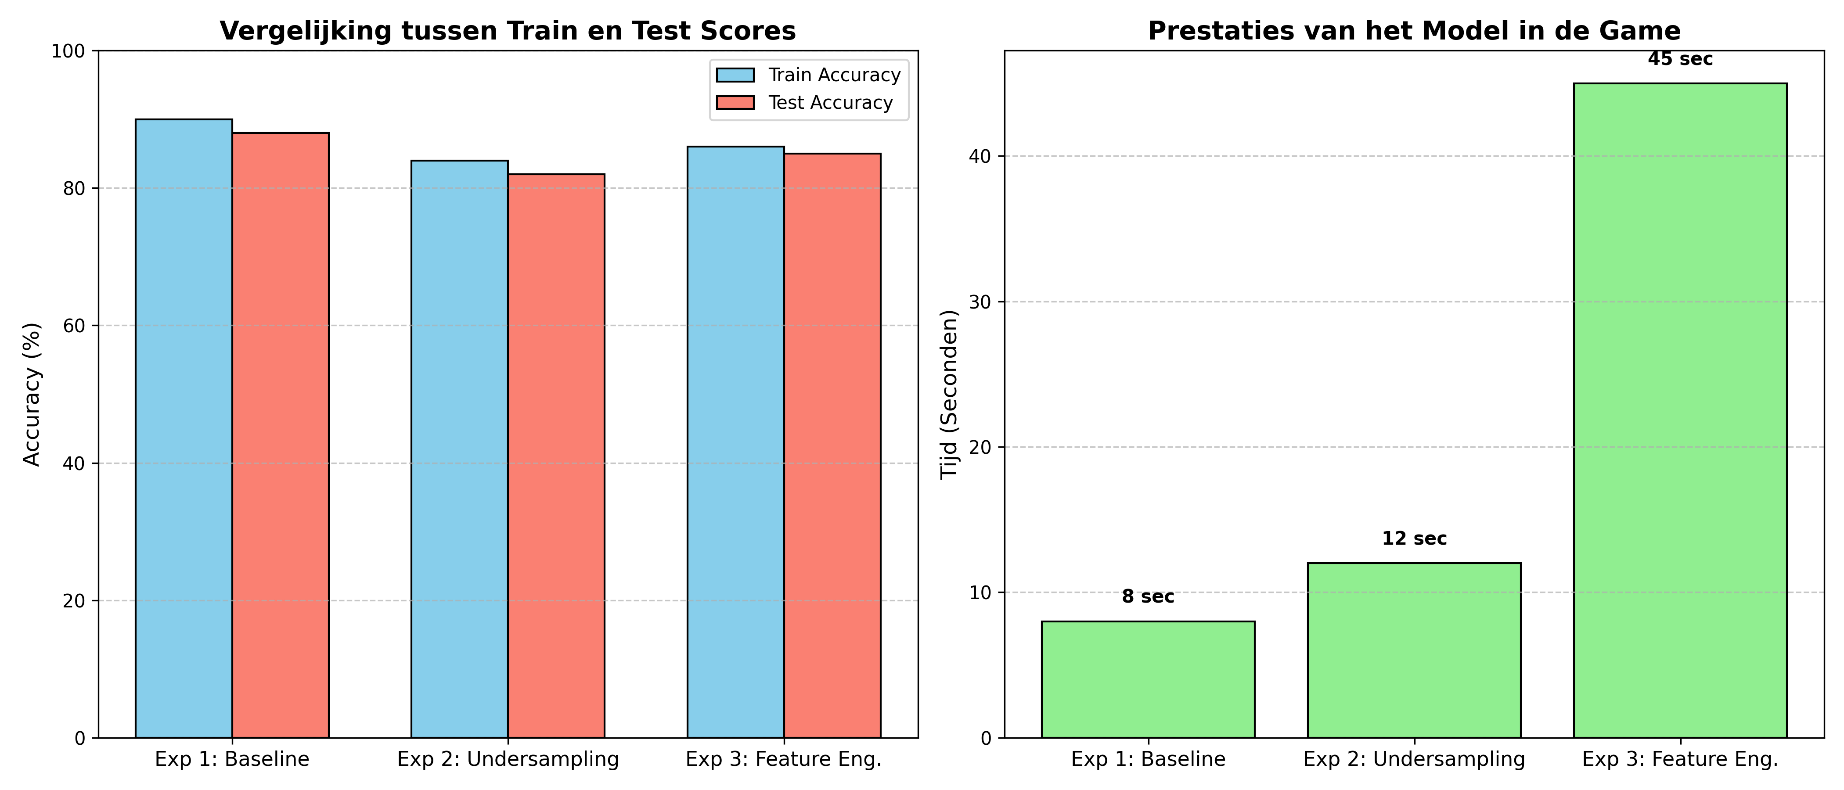 Vergelijking tussen Train en Test Scores
Accuracy (%)
100
80
60
40
20
0
Train Accuracy
Test Accuracy
Exp 1: Baseline
Exp 2: Undersampling
Exp 3: Feature Eng.
Prestaties van het Model in de Game
Tijd (Seconden)
40
30
20
10
0
8 sec
12 sec
45 sec
Exp 1: Baseline
Exp 2: Undersampling
Exp 3: Feature Eng.